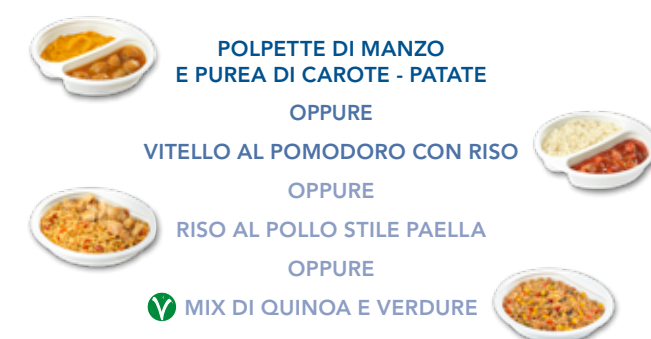 POLPETTE DI MANZO
E PUREA DI CAROTE - PATATE
OPPURE
VITELLO AL POMODORO CON RISO
OPPURE
RISO AL POLLO STILE PAELLA
OPPURE
MIX DI QUINOA E VERDURE